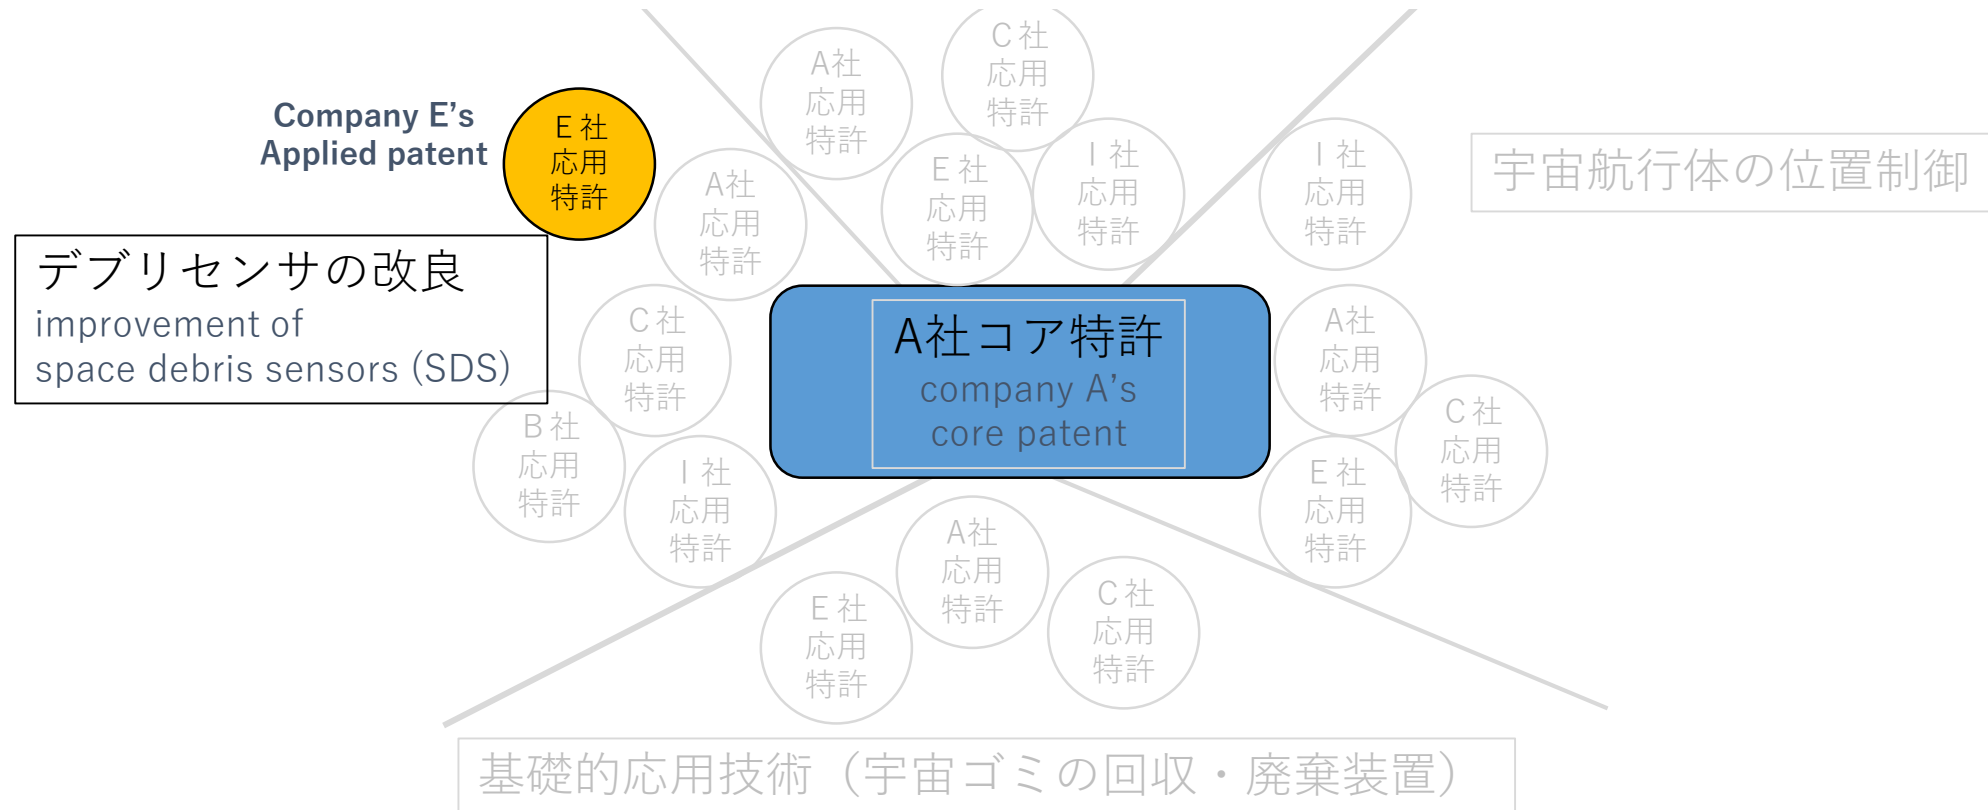 C社
応用
特許
A社
応用
特許
Company E’s
Applied patent
E社
応用
特許
I社
応用
特許
I社
応用
特許
宇宙航行体の位置制御
E社
応用
特許
A社
応用
特許
デブリセンサの改良
improvement of
space debris sensors (SDS)
C社
応用
特許
A社コア特許
company A’s
core patent
A社
応用
特許
C社
応用
特許
B社
応用
特許
I社
応用
特許
E社
応用
特許
A社
応用
特許
E社
応用
特許
C社
応用
特許
基礎的応用技術（宇宙ゴミの回収・廃棄装置）